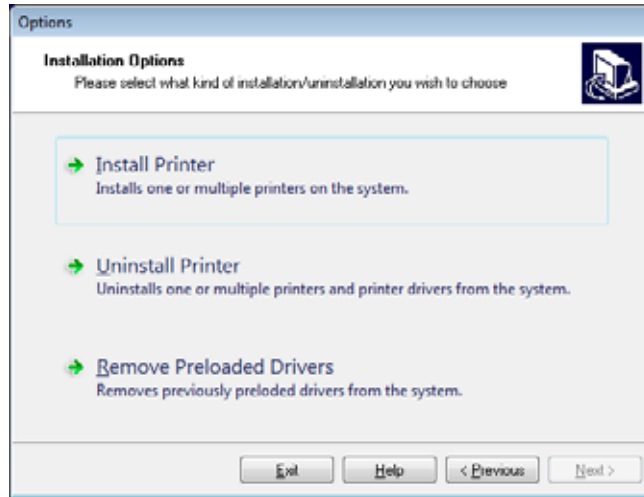 Options
Installation Options
Please select what kind of installation/uninstallation you wish to choose
Install Printer
Installs one or multiple printers on the system.
Uninstall Printer
Uninstalls one or multiple printers and printer drivers from the system.
Remove Preloaded Drivers
Removes previously preloded drivers from the system.
Exit Help < Previous Next >